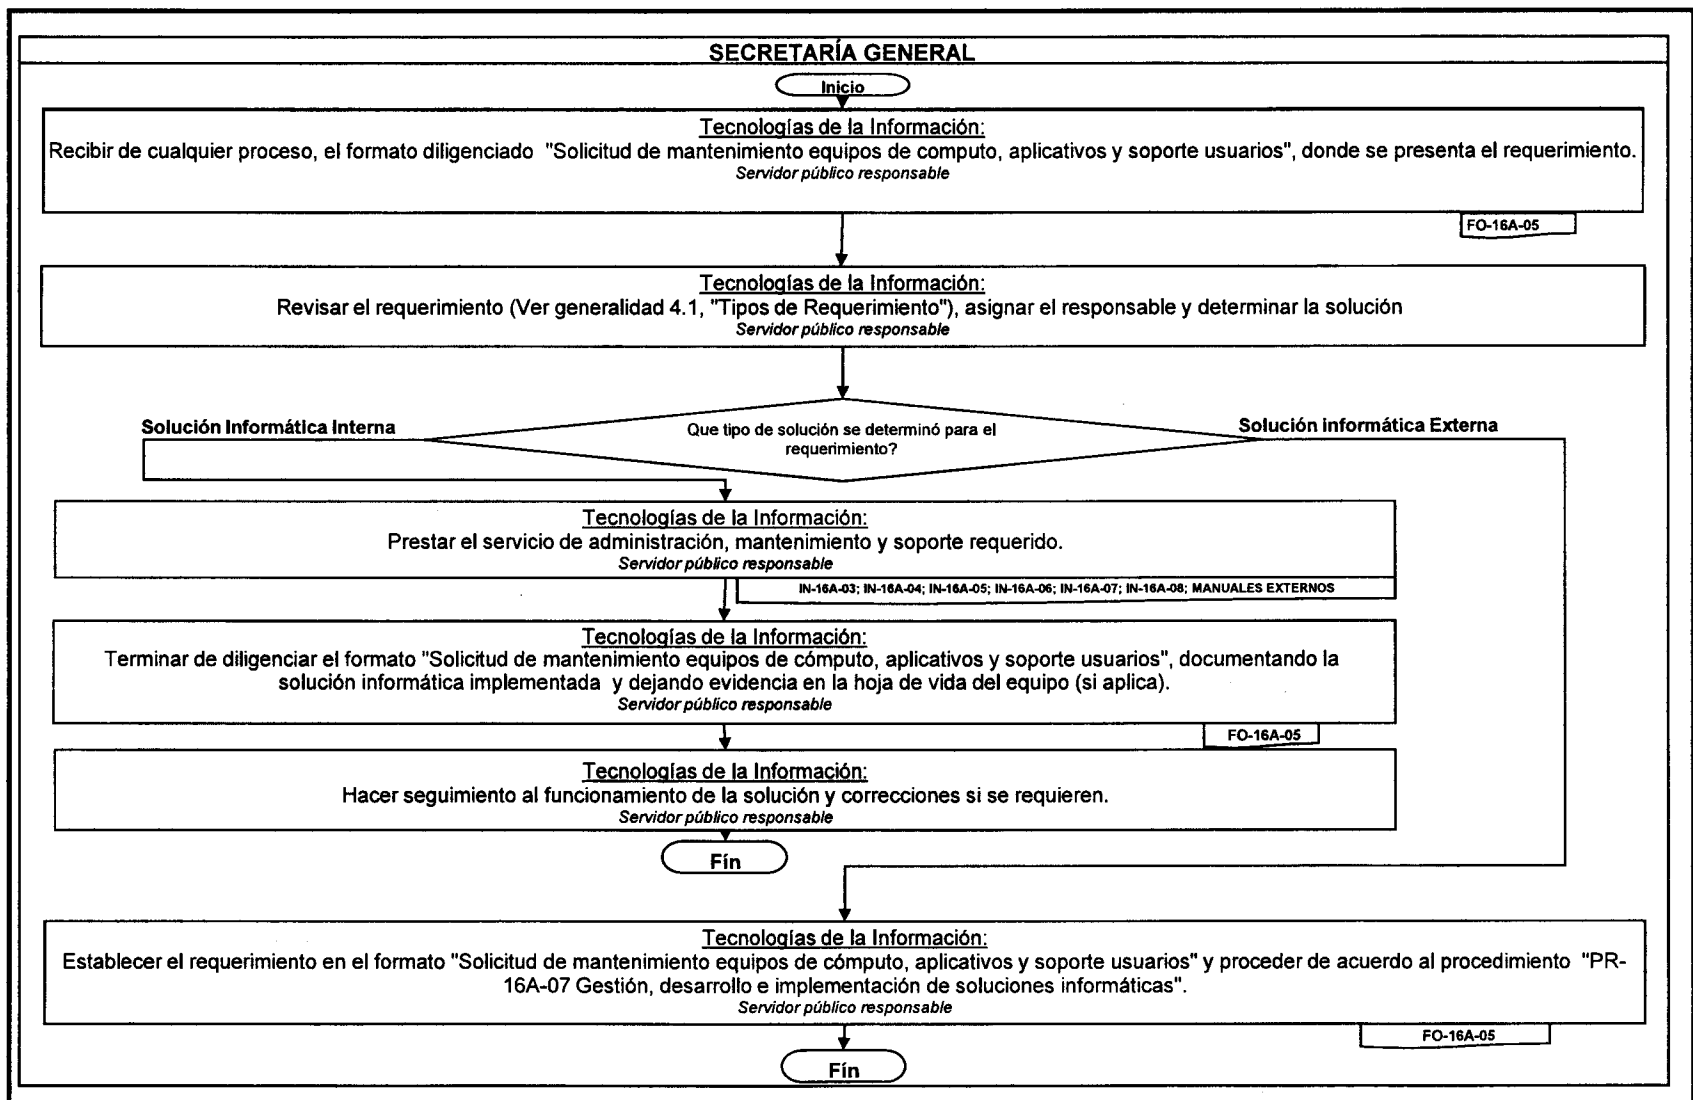 SECRETARÍA GENERAL
Inicio
Tecnologías de la Información:
Recibir de cualquier proceso, el formato diligenciado "Solicitud de mantenimiento equipos de computo, aplicativos y soporte usuarios", donde se presenta el requerimiento.
Servidor público responsable
FO-16A-05
Tecnologías de la Información:
Revisar el requerimiento (Ver generalidad 4.1, "Tipos de Requerimiento"), asignar el responsable y determinar la solución
Servidor público responsable
Que tipo de solución se determinó para el
requerimiento?
Solución Informática Interna
Solución informática Externa
Tecnologías de la Información:
Prestar el servicio de administración, mantenimiento y soporte requerido.
Servidor público responsable
IN-16A-03; IN-16A-04; IN-16A-05; IN-16A-06; IN-16A-07; IN-16A-08; MANUALES EXTERNOS
Tecnologías de la Información:
Terminar de diligenciar el formato "Solicitud de mantenimiento equipos de cómputo, aplicativos y soporte usuarios", documentando la
solución informática implementada y dejando evidencia en la hoja de vida del equipo (si aplica).
Servidor público responsable
FO-16A-05
Tecnologías de la Información:
Hacer seguimiento al funcionamiento de la solución y correcciones si se requieren.
Servidor público responsable
Fín
Tecnologías de la Información:
Establecer el requerimiento en el formato "Solicitud de mantenimiento equipos de cómputo, aplicativos y soporte usuarios" y proceder de acuerdo al procedimiento "PR-
16A-07 Gestión, desarrollo e implementación de soluciones informáticas".
Servidor público responsable
FO-16A-05
Fín